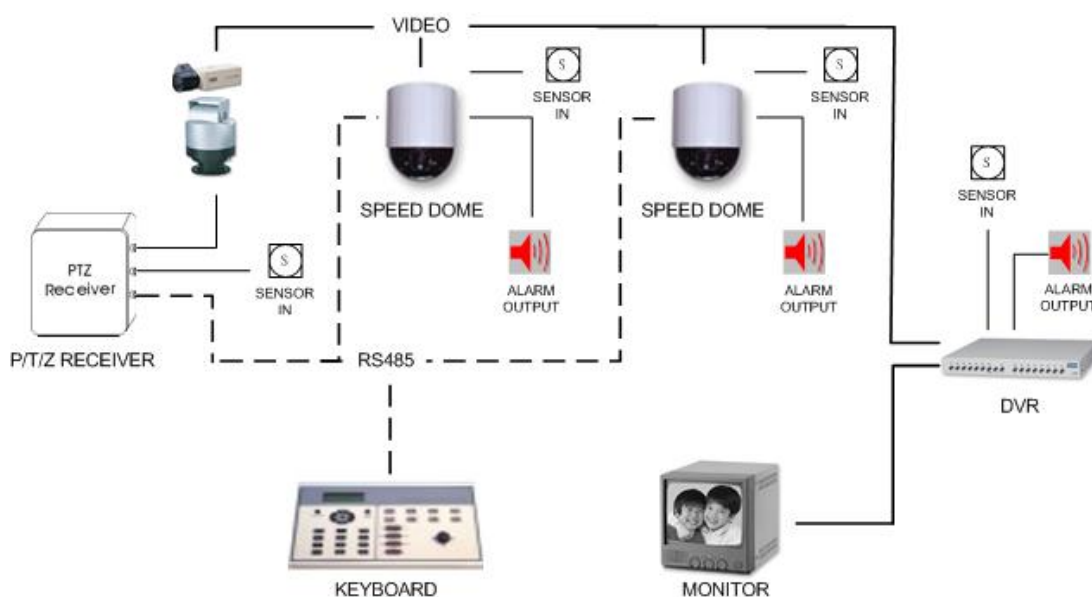 VIDEO
S
SENSOR
IN
S
SENSOR
IN
SPEED DOME
SPEED DOME
S
SENSOR
IN
PTZ
Receiver
S
SENSOR
IN
ALARM
OUTPUT
ALARM
OUTPUT
ALARM
OUTPUT
P/T/Z RECEIVER
RS485
DVR
KEYBOARD
MONITOR